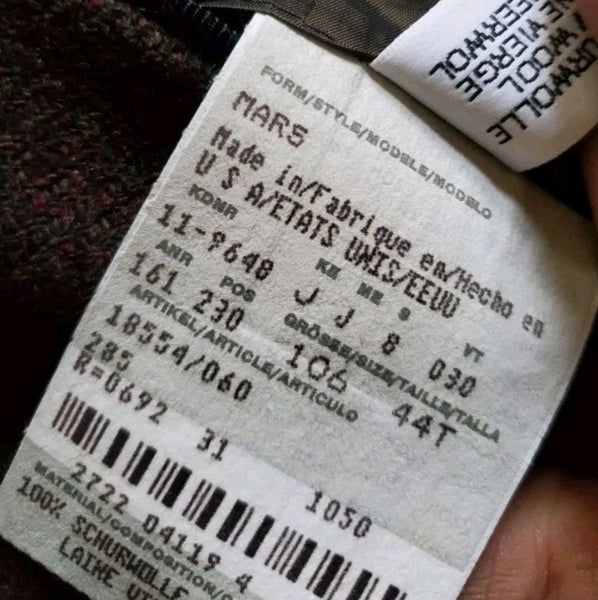 FORM/STYLE/MODELE/MODELO
MARS
Made in/Fabrique en/Hecho en
U S A/ETATS UNIS/EEUU
KDNR KE ME S VT
11-9648 J J 8 030
ANR POS GRÖSSE/SIZE/TAILLE/TALLA
161 230 106 44T
ARTIKEL/ARTICLE/ARTICULO
18554/060
285
R=0692 31 1050
2722 04119 4
MATERIAL/COMPOSITION/
100% SCHURWOLLE
LAINE
URWOLLE
WOOL
VIERGE
EERWOL